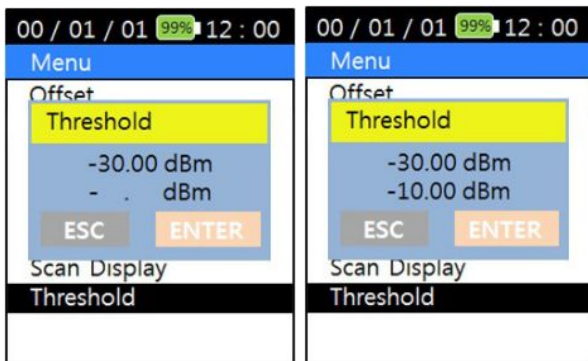 00 / 01 / 01 99% 12 : 00
Menu
Offset
Threshold
-30.00 dBm
- . dBm
ESC ENTER
Scan Display
Threshold
00 / 01 / 01 99% 12 : 00
Menu
Offset
Threshold
-30.00 dBm
-10.00 dBm
ESC ENTER
Scan Display
Threshold